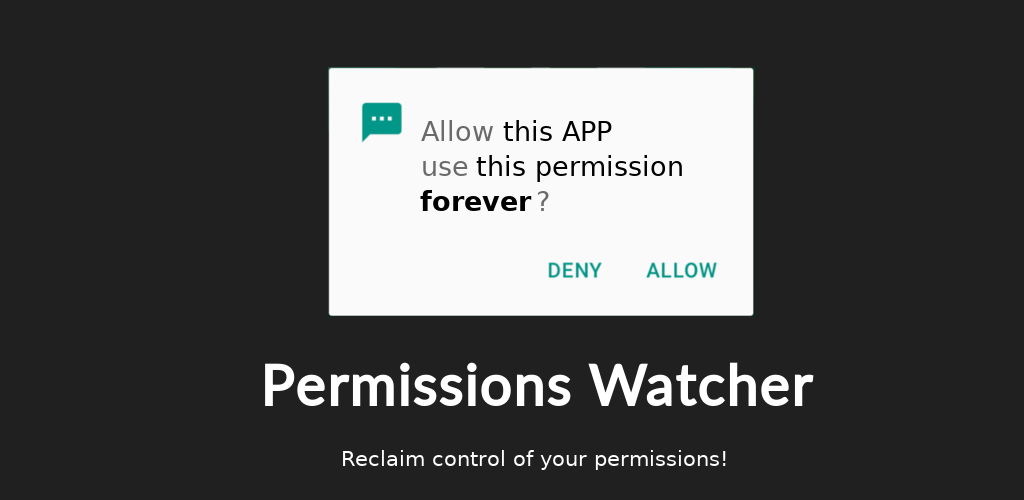 Allow this APP
use this permission
forever ?
DENY ALLOW
Permissions Watcher
Reclaim control of your permissions!